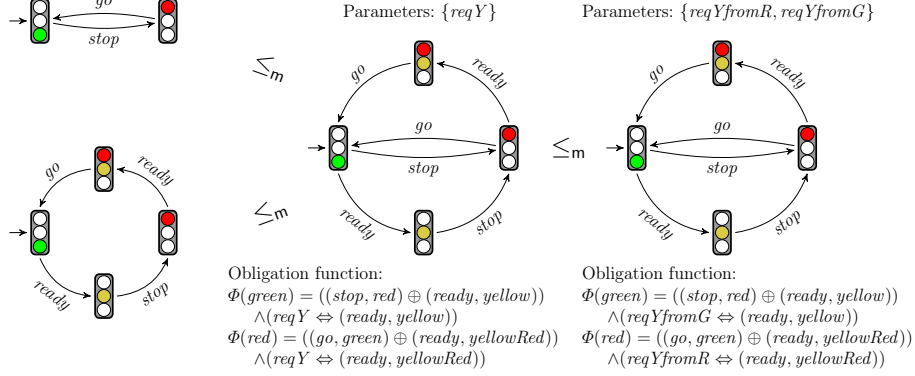 go
stop
Parameters: {reqY}
Parameters: {reqYfromR, reqYfromG}
≤m
go
ready
go
stop
ready
stop
≤m
go
ready
go
stop
ready
stop
go
ready
ready
stop
≤m
Obligation function:
Φ(green) = ((stop, red) ⊕ (ready, yellow))
∧(reqY ⇔ (ready, yellow))
Φ(red) = ((go, green) ⊕ (ready, yellowRed))
∧(reqY ⇔ (ready, yellowRed))
Obligation function:
Φ(green) = ((stop, red) ⊕ (ready, yellow))
∧(reqYfromG ⇔ (ready, yellow))
Φ(red) = ((go, green) ⊕ (ready, yellowRed))
∧(reqYfromR ⇔ (ready, yellowRed))